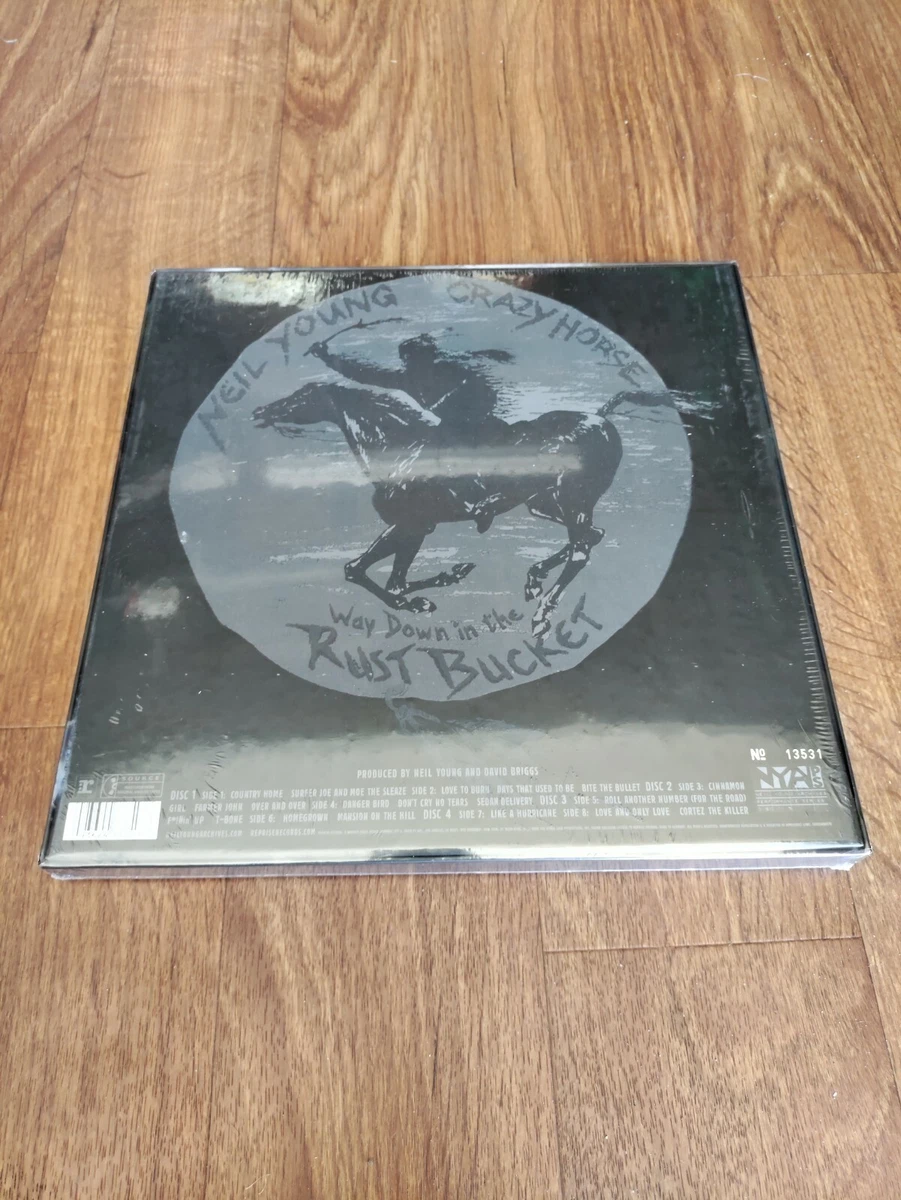 NEIL YOUNG CRAZY HORSE
Way Down in the
RUST BUCKET
Nº 13531
PRODUCED BY NEIL YOUNG AND DAVID BRIGGS
DISC 1 SIDE 1: COUNTRY HOME SURFER JOE AND MOE THE SLEAZE SIDE 2: LOVE TO BURN DAYS THAT USED TO BE BITE THE BULLET DISC 2 SIDE 3: CINNAMON
GIRL FARMER JOHN OVER AND OVER SIDE 4: DANGER BIRD DON'T CRY NO TEARS SEDAN DELIVERY DISC 3 SIDE 5: ROLL ANOTHER NUMBER (FOR THE ROAD)
T-BONE SIDE 6: HOMEGROWN MANSION ON THE HILL DISC 4 SIDE 7: LIKE A HURRICANE SIDE 8: LOVE AND ONLY LOVE CORTEZ THE KILLER
REPRISERECORDS.COM
NYA PS